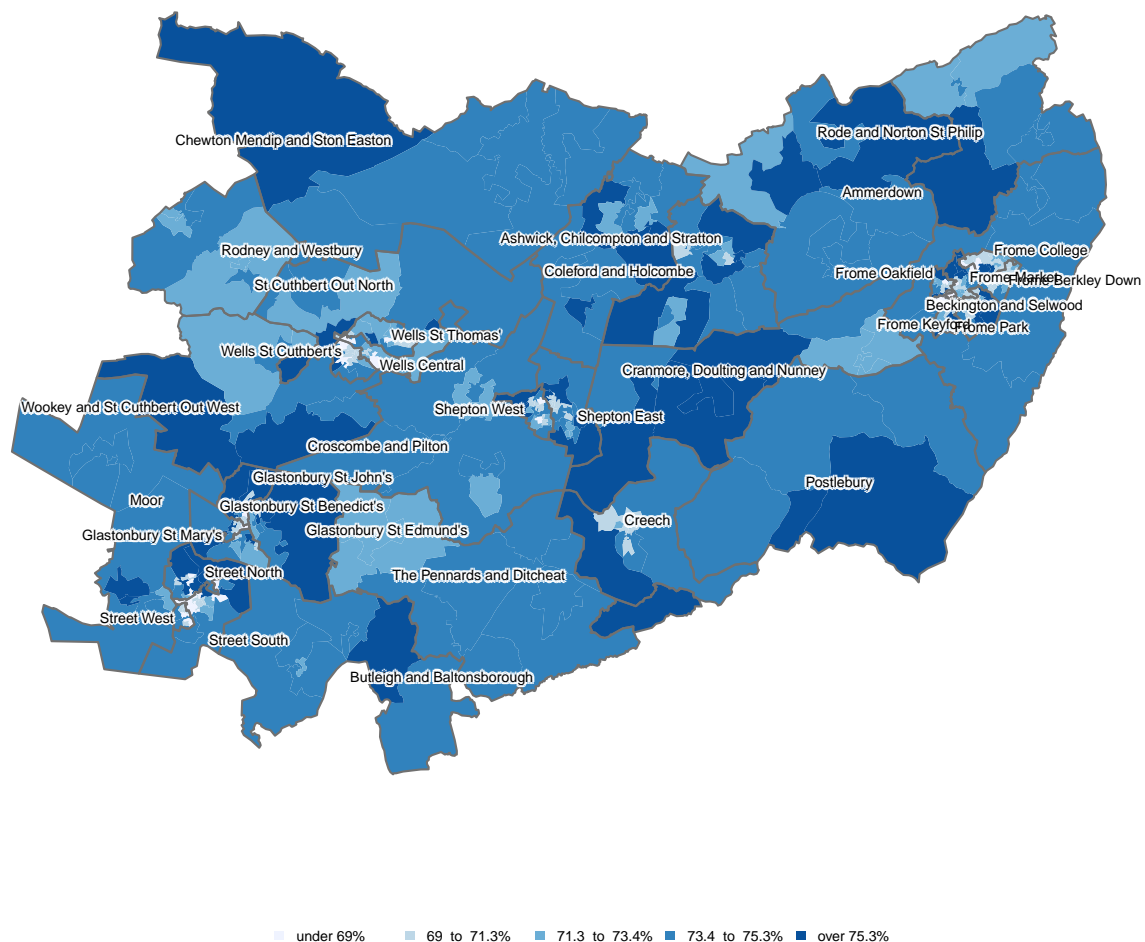 Chewton Mendip and Ston Easton
Rode and Norton St Philip
Ammerdown
Ashwick, Chilcompton and Stratton
Rodney and Westbury
Frome College
Coleford and Holcombe
Frome Oakfield
Frome Market
Frome Berkley Down
St Cuthbert Out North
Beckington and Selwood
Frome Keyford
Frome Park
Wells St Thomas'
Wells St Cuthbert's
Wells Central
Cranmore, Doulting and Nunney
Wookey and St Cuthbert Out West
Shepton West
Shepton East
Croscombe and Pilton
Glastonbury St John's
Postlebury
Moor
Glastonbury St Benedict's
Creech
Glastonbury St Mary's
Glastonbury St Edmund's
Street North
The Pennards and Ditcheat
Street West
Street South
Butleigh and Baltonsborough
under 69%
69 to 71.3%
71.3 to 73.4%
73.4 to 75.3%
over 75.3%